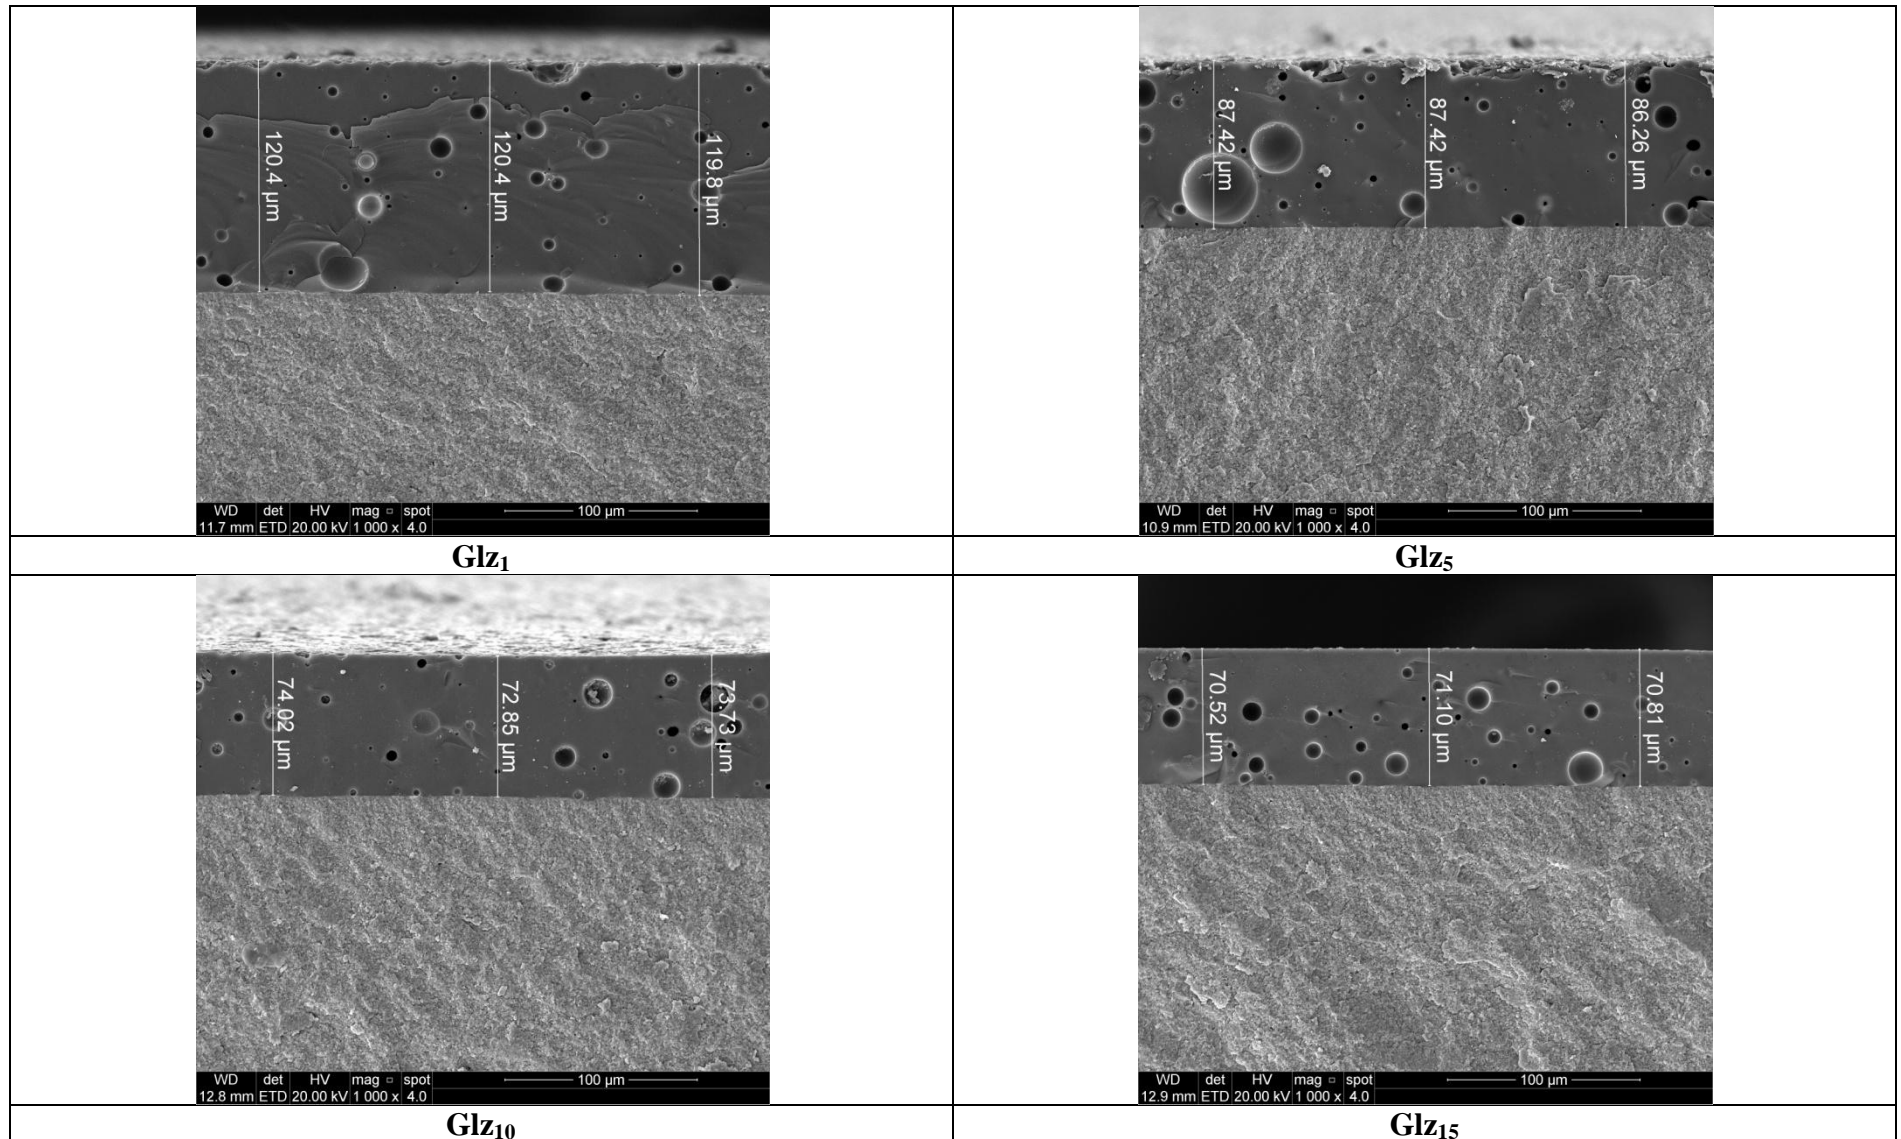 120.4 µm
120.4 µm
119.8 µm
WD det HV mag □ spot
100 µm
11.7 mm ETD 20.00 kV 1 000 x 4.0
87.42 µm
87.42 µm
86.26 µm
WD det HV mag □ spot
100 µm
10.9 mm ETD 20.00 kV 1 000 x 4.0
Glz₁
Glz₅
74.02 µm
72.85 µm
73.73 µm
WD det HV mag □ spot
100 µm
12.8 mm ETD 20.00 kV 1 000 x 4.0
70.52 µm
71.10 µm
70.81 µm
WD det HV mag □ spot
100 µm
12.9 mm ETD 20.00 kV 1 000 x 4.0
Glz₁₀
Glz₁₅